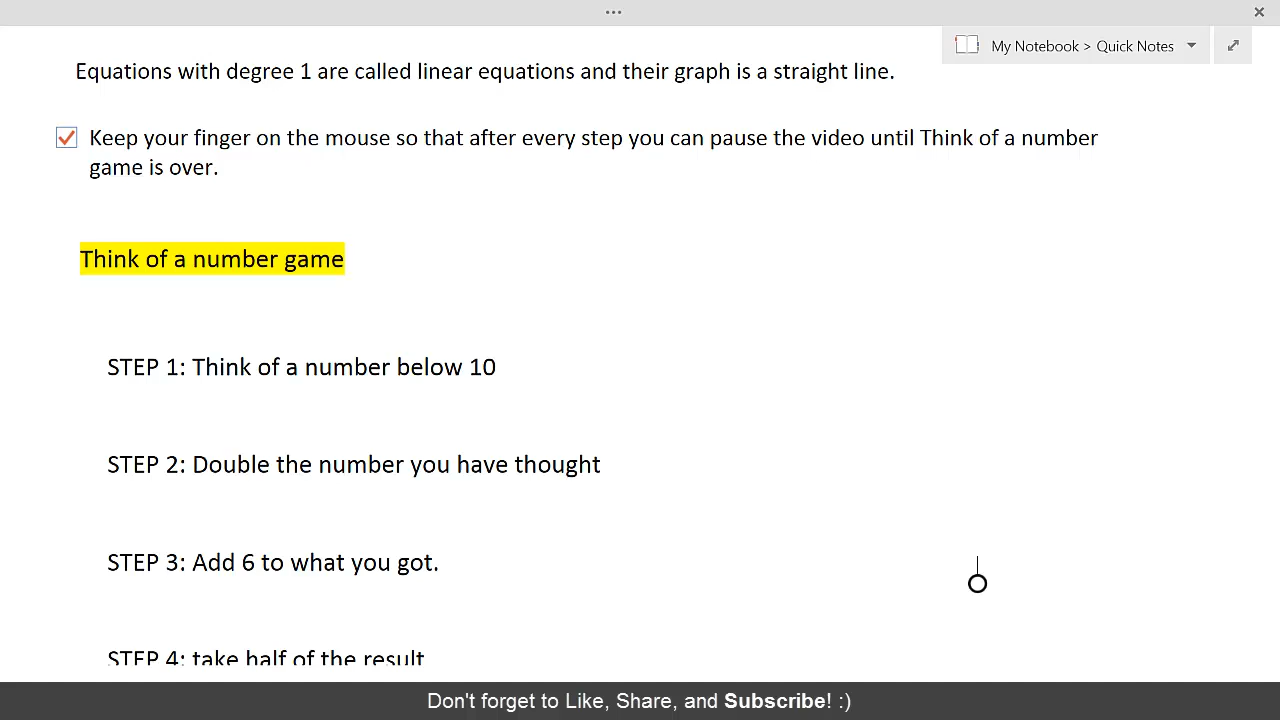 ...
My Notebook > Quick Notes
Equations with degree 1 are called linear equations and their graph is a straight line.
Keep your finger on the mouse so that after every step you can pause the video until Think of a number
game is over.
Think of a number game
STEP 1: Think of a number below 10
STEP 2: Double the number you have thought
STEP 3: Add 6 to what you got.
STEP 4: take half of the result
Don't forget to Like, Share, and Subscribe! :)